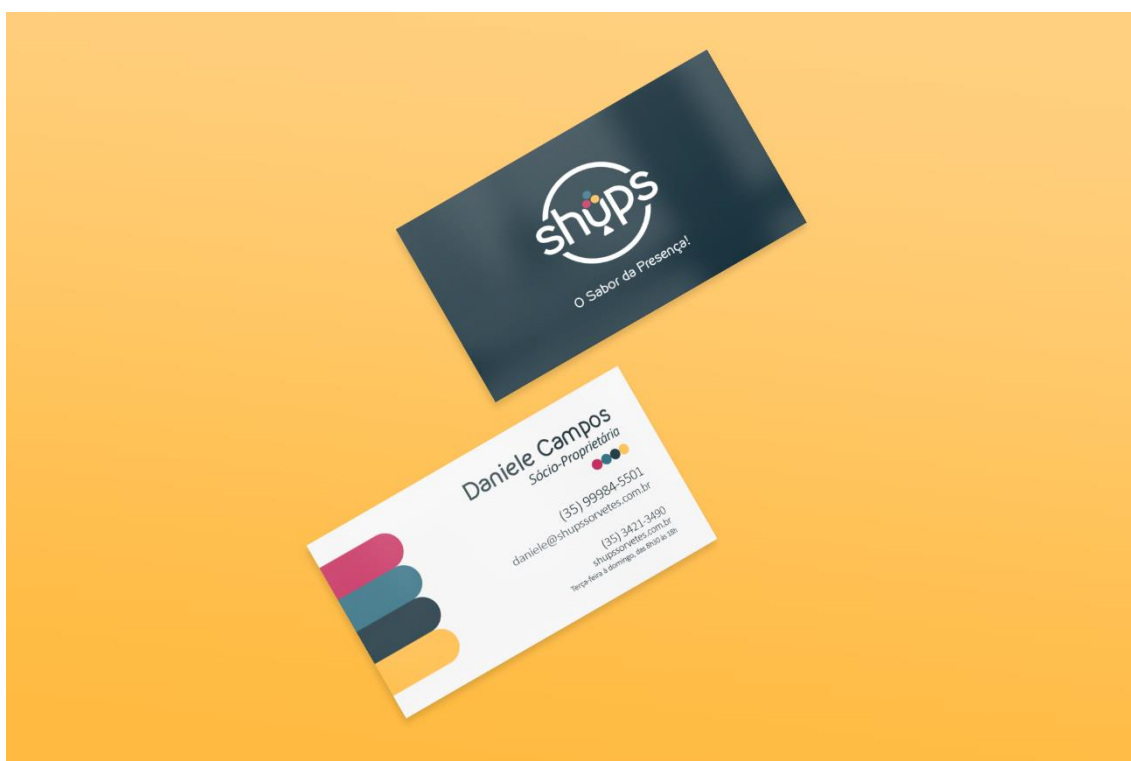 shups
O Sabor da Presença!
Daniele Campos
Sócio-Proprietária
(35) 99984-5501
daniele@shupssorvetes.com.br
(35) 3421-3490
shupssorvetes.com.br
Terça-feira à domingo, das 8h30 às 18h